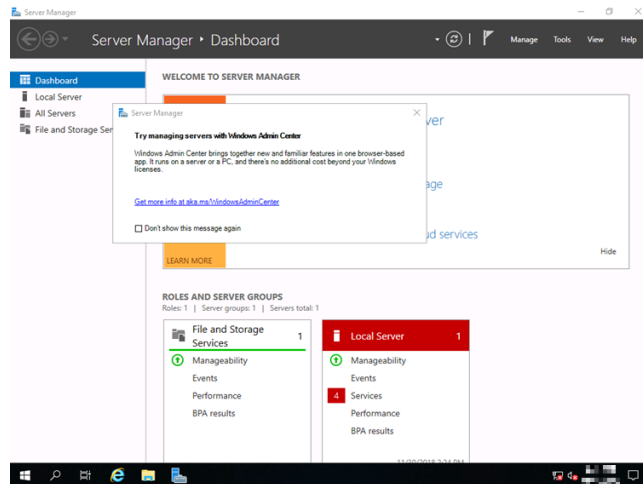 Server Manager
Server Manager • Dashboard
Manage Tools View Help
Dashboard
Local Server
All Servers
File and Storage Ser
WELCOME TO SERVER MANAGER
ver
age
ud services
Hide
LEARN MORE
Server Manager
Try managing servers with Windows Admin Center
Windows Admin Center brings together new and familiar features in one browser-based
app. It runs on a server or a PC, and there's no additional cost beyond your Windows
licenses.
Get more info at aka.ms/WindowsAdminCenter
Don't show this message again
ROLES AND SERVER GROUPS
Roles: 1 | Server groups: 1 | Servers total: 1
File and Storage
Services
1
Manageability
Events
Performance
BPA results
Local Server 1
Manageability
Events
4 Services
Performance
BPA results